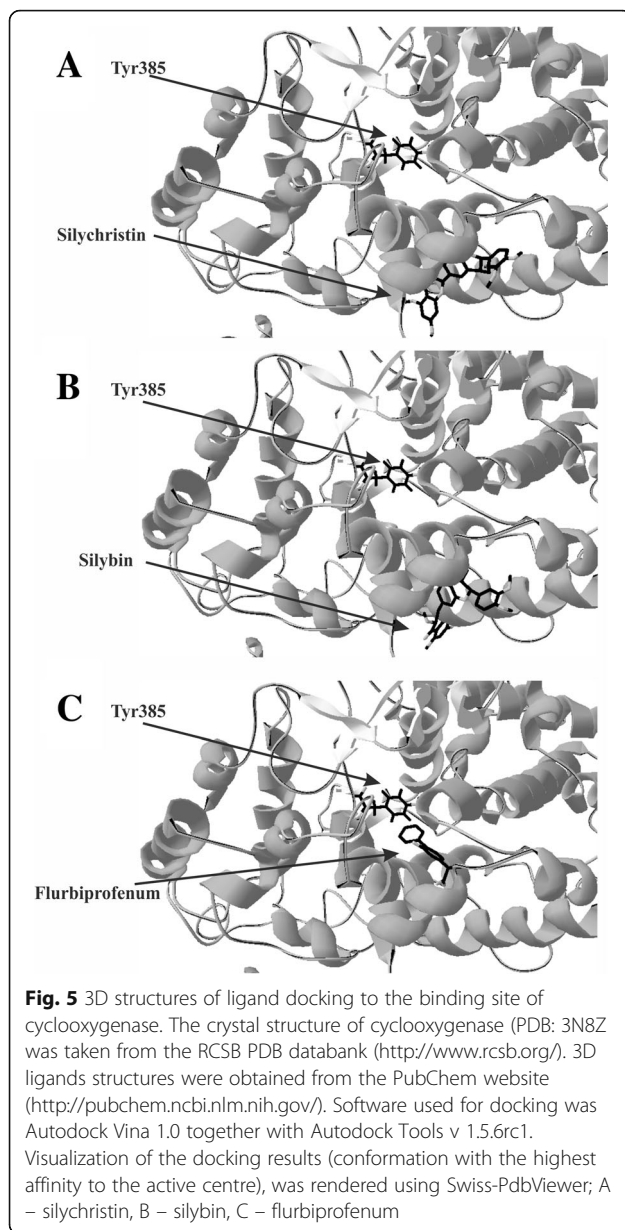 A
Tyr385
Silychristin
B
Tyr385
Silybin
C
Tyr385
Flurbiprofenum
Fig. 5 3D structures of ligand docking to the binding site of
cyclooxygenase. The crystal structure of cyclooxygenase (PDB: 3N8Z
was taken from the RCSB PDB databank (http://www.rcsb.org/). 3D
ligands structures were obtained from the PubChem website
(http://pubchem.ncbi.nlm.nih.gov/). Software used for docking was
Autodock Vina 1.0 together with Autodock Tools v 1.5.6rc1.
Visualization of the docking results (conformation with the highest
affinity to the active centre), was rendered using Swiss-PdbViewer; A
– silychristin, B – silybin, C – flurbiprofenum